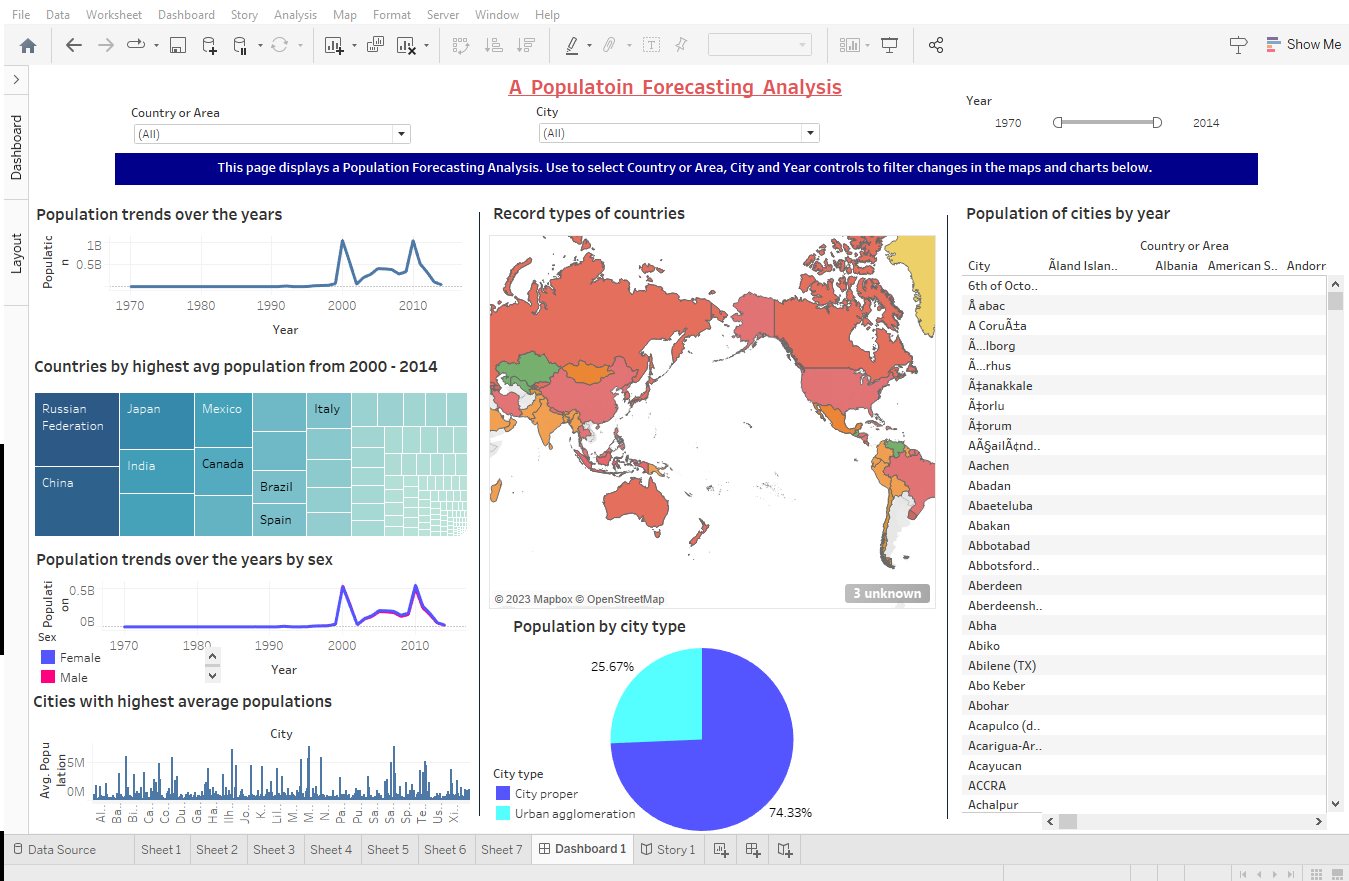 File Data Worksheet Dashboard Story Analysis Map Format Server Window Help
Show Me
Dashboard
Layout
A Populatoin Forecasting Analysis
Country or Area
(All)
City
(All)
Year
1970 2014
This page displays a Population Forecasting Analysis. Use to select Country or Area, City and Year controls to filter changes in the maps and charts below.
Population trends over the years
Populatio
n
1B
0.5B
1970 1980 1990 2000 2010
Year
Countries by highest avg population from 2000 - 2014
Russian
Federation
Japan
Mexico
Italy
China
India
Canada
Brazil
Spain
Population trends over the years by sex
Populati
on
0.5B
0B
1970 1980 1990 2000 2010
Year
Sex
Female
Male
Cities with highest average populations
City
Avg. Popu
lation
5M
0M
Al.. Ba.. Bi.. Ca.. Co.. Du.. Ga.. Ha.. Ilh.. Jo.. K.. Li.. M.. M.. N.. Pa.. Pu.. Sa.. Sa.. Sp.. Te.. Us.. Xi..
Record types of countries
© 2023 Mapbox © OpenStreetMap
3 unknown
Population by city type
25.67%
74.33%
City type
City proper
Urban agglomeration
Population of cities by year
Country or Area
City Ãland Islan.. Albania American S.. Andorr
6th of Octo..
Å abac
A CoruÃ±a
Ã…lborg
Ã…rhus
Ã‡anakkale
Ã‡orlu
Ã‡orum
AÃ§ailÃ¢nd..
Aachen
Abadan
Abaeteluba
Abakan
Abbotabad
Abbotsford..
Aberdeen
Aberdeensh..
Abha
Abiko
Abilene (TX)
Abo Keber
Abohar
Acapulco (d..
Acarigua-Ar..
Acayucan
ACCRA
Achalpur
Data Source Sheet 1 Sheet 2 Sheet 3 Sheet 4 Sheet 5 Sheet 6 Sheet 7 Dashboard 1 Story 1